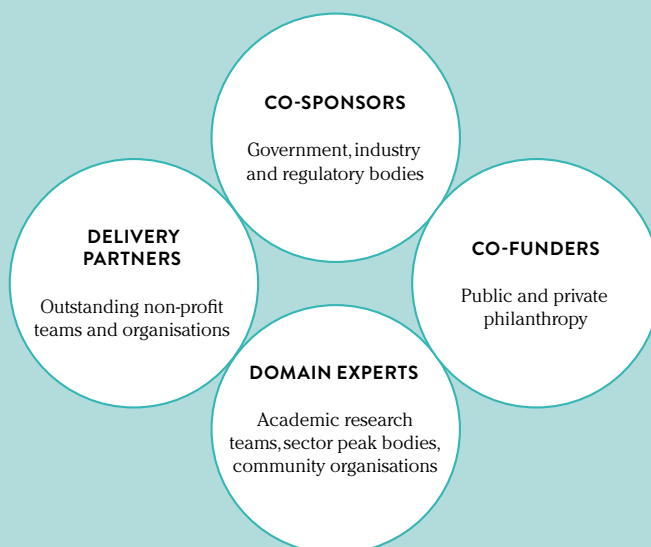 CO-SPONSORS
Government, industry
and regulatory bodies
DELIVERY
PARTNERS
Outstanding non-profit
teams and organisations
CO-FUNDERS
Public and private
philanthropy
DOMAIN EXPERTS
Academic research
teams, sector peak bodies,
community organisations